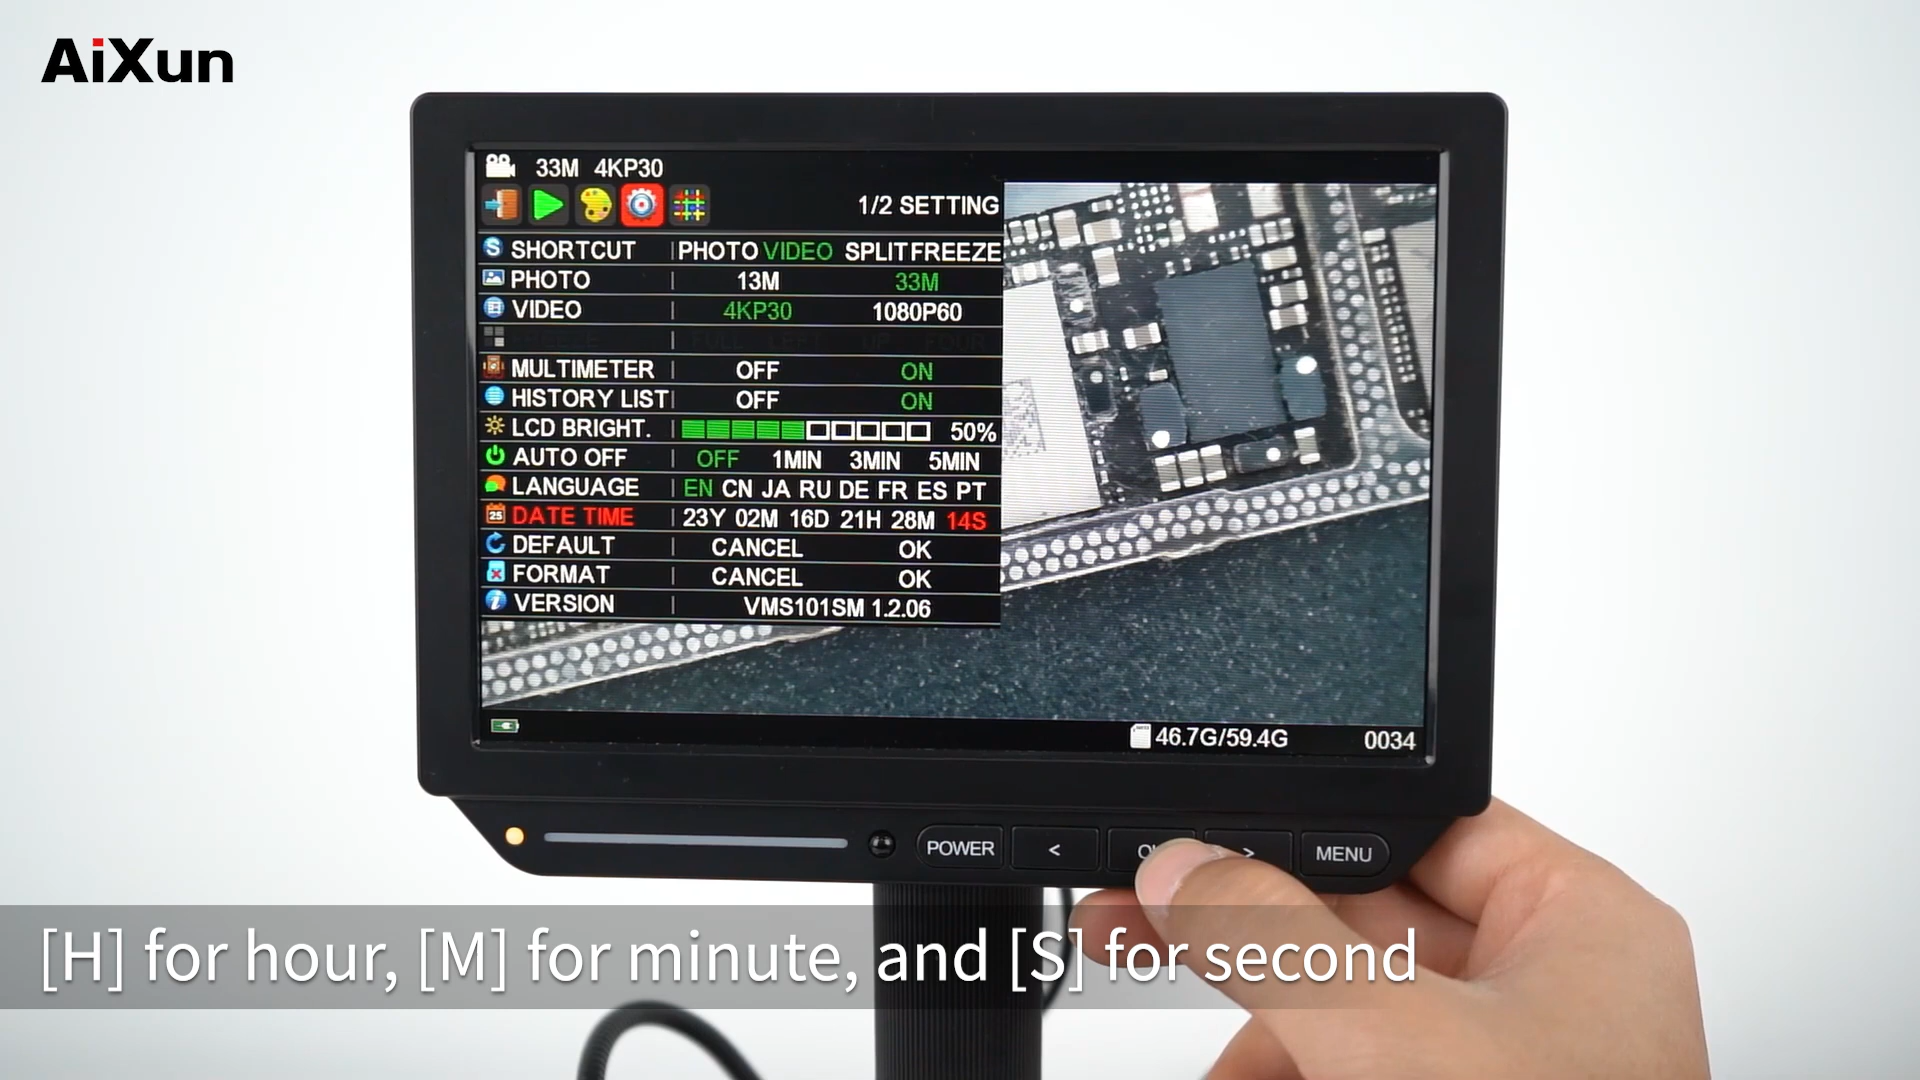 AiXun
33M 4KP30
1/2 SETTING
S SHORTCUT PHOTO VIDEO SPLIT FREEZE
PHOTO 13M 33M
VIDEO 4KP30 1080P60
MULTIMETER OFF ON
HISTORY LIST OFF ON
LCD BRIGHT. 50%
AUTO OFF OFF 1MIN 3MIN 5MIN
LANGUAGE EN CN JA RU DE FR ES PT
25 DATE TIME 23Y 02M 16D 21H 28M 14S
DEFAULT CANCEL OK
FORMAT CANCEL OK
i VERSION VMS101SM 1.2.06
46.7G/59.4G 0034
POWER < > MENU
[H] for hour, [M] for minute, and [S] for second